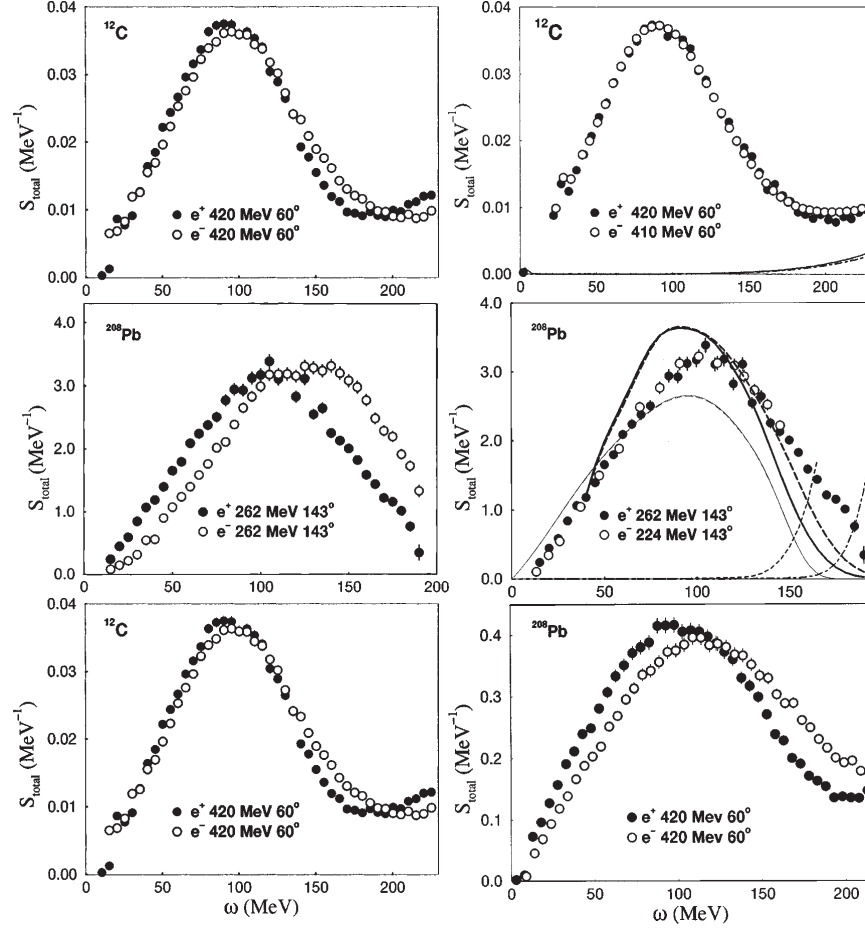 0.04
0.03
0.02
0.01
0.00
S_total (MeV⁻¹)
¹²C
● e⁺ 420 MeV 60°
○ e⁻ 420 MeV 60°
0 50 100 150 200
0.04
0.03
0.02
0.01
0.00
S_total (MeV⁻¹)
¹²C
● e⁺ 420 MeV 60°
○ e⁻ 410 MeV 60°
0 50 100 150 200
4.0
3.0
2.0
1.0
0.0
S_total (MeV⁻¹)
²⁰⁸Pb
● e⁺ 262 MeV 143°
○ e⁻ 262 MeV 143°
0 50 100 150 200
4.0
3.0
2.0
1.0
0.0
S_total (MeV⁻¹)
²⁰⁸Pb
● e⁺ 262 MeV 143°
○ e⁻ 224 MeV 143°
0 50 100 150
0.04
0.03
0.02
0.01
0.00
S_total (MeV⁻¹)
¹²C
● e⁺ 420 MeV 60°
○ e⁻ 420 MeV 60°
0 50 100 150 200
ω (MeV)
0.4
0.3
0.2
0.1
0.0
S_total (MeV⁻¹)
²⁰⁸Pb
● e⁺ 420 Mev 60°
○ e⁻ 420 Mev 60°
0 50 100 150 200
ω (MeV)